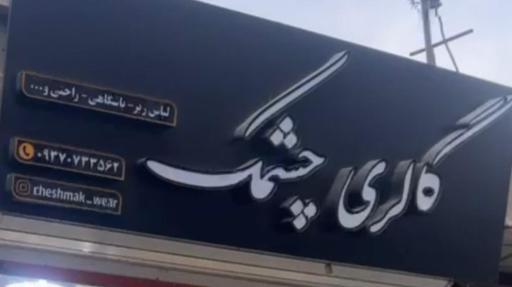 گالری چشمک
لباس زیر - باشگاهی - راحتی و...
۰۹۳۷۰۷۳۳۵۶۲
cheshmak_wear